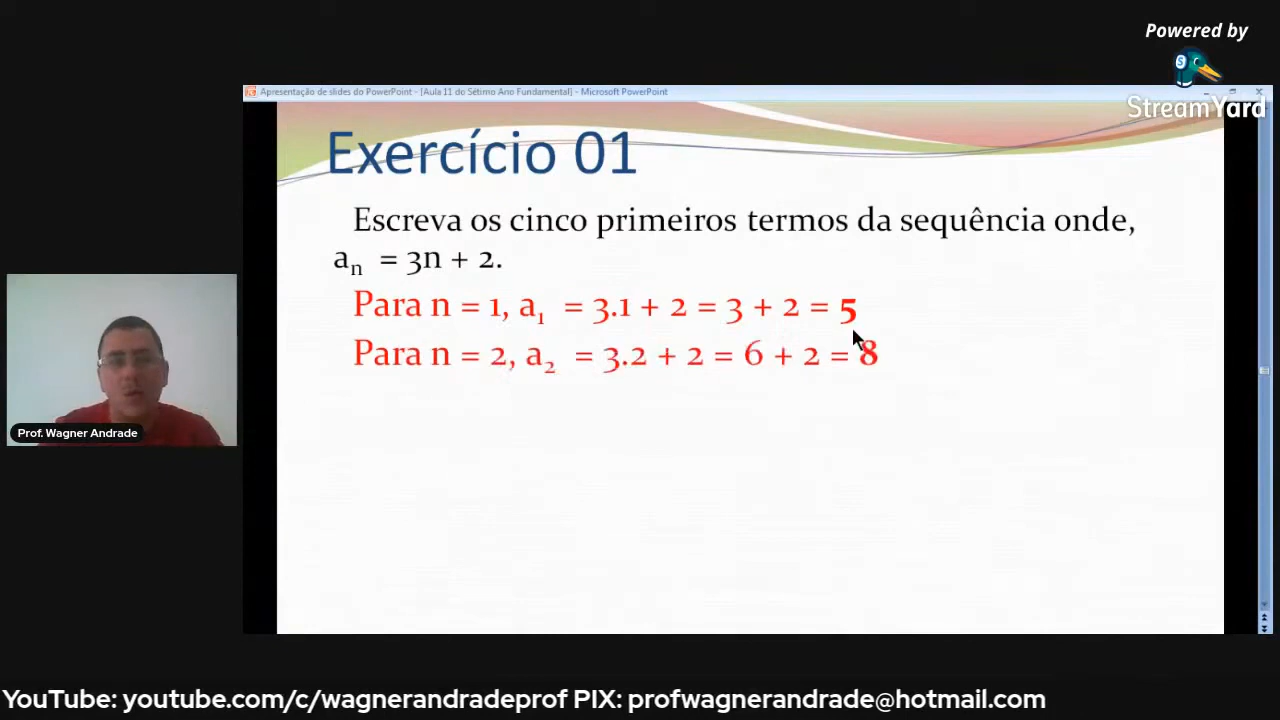 Powered by
StreamYard
Apresentação de slides do PowerPoint - [Aula 11 do Sétimo Ano Fundamental] - Microsoft PowerPoint
Exercício 01
Escreva os cinco primeiros termos da sequência onde,
aₙ = 3n + 2.
Para n = 1, a₁ = 3.1 + 2 = 3 + 2 = 5
Para n = 2, a₂ = 3.2 + 2 = 6 + 2 = 8
Prof. Wagner Andrade
YouTube: youtube.com/c/wagnerandradeprof PIX: profwagnerandrade@hotmail.com